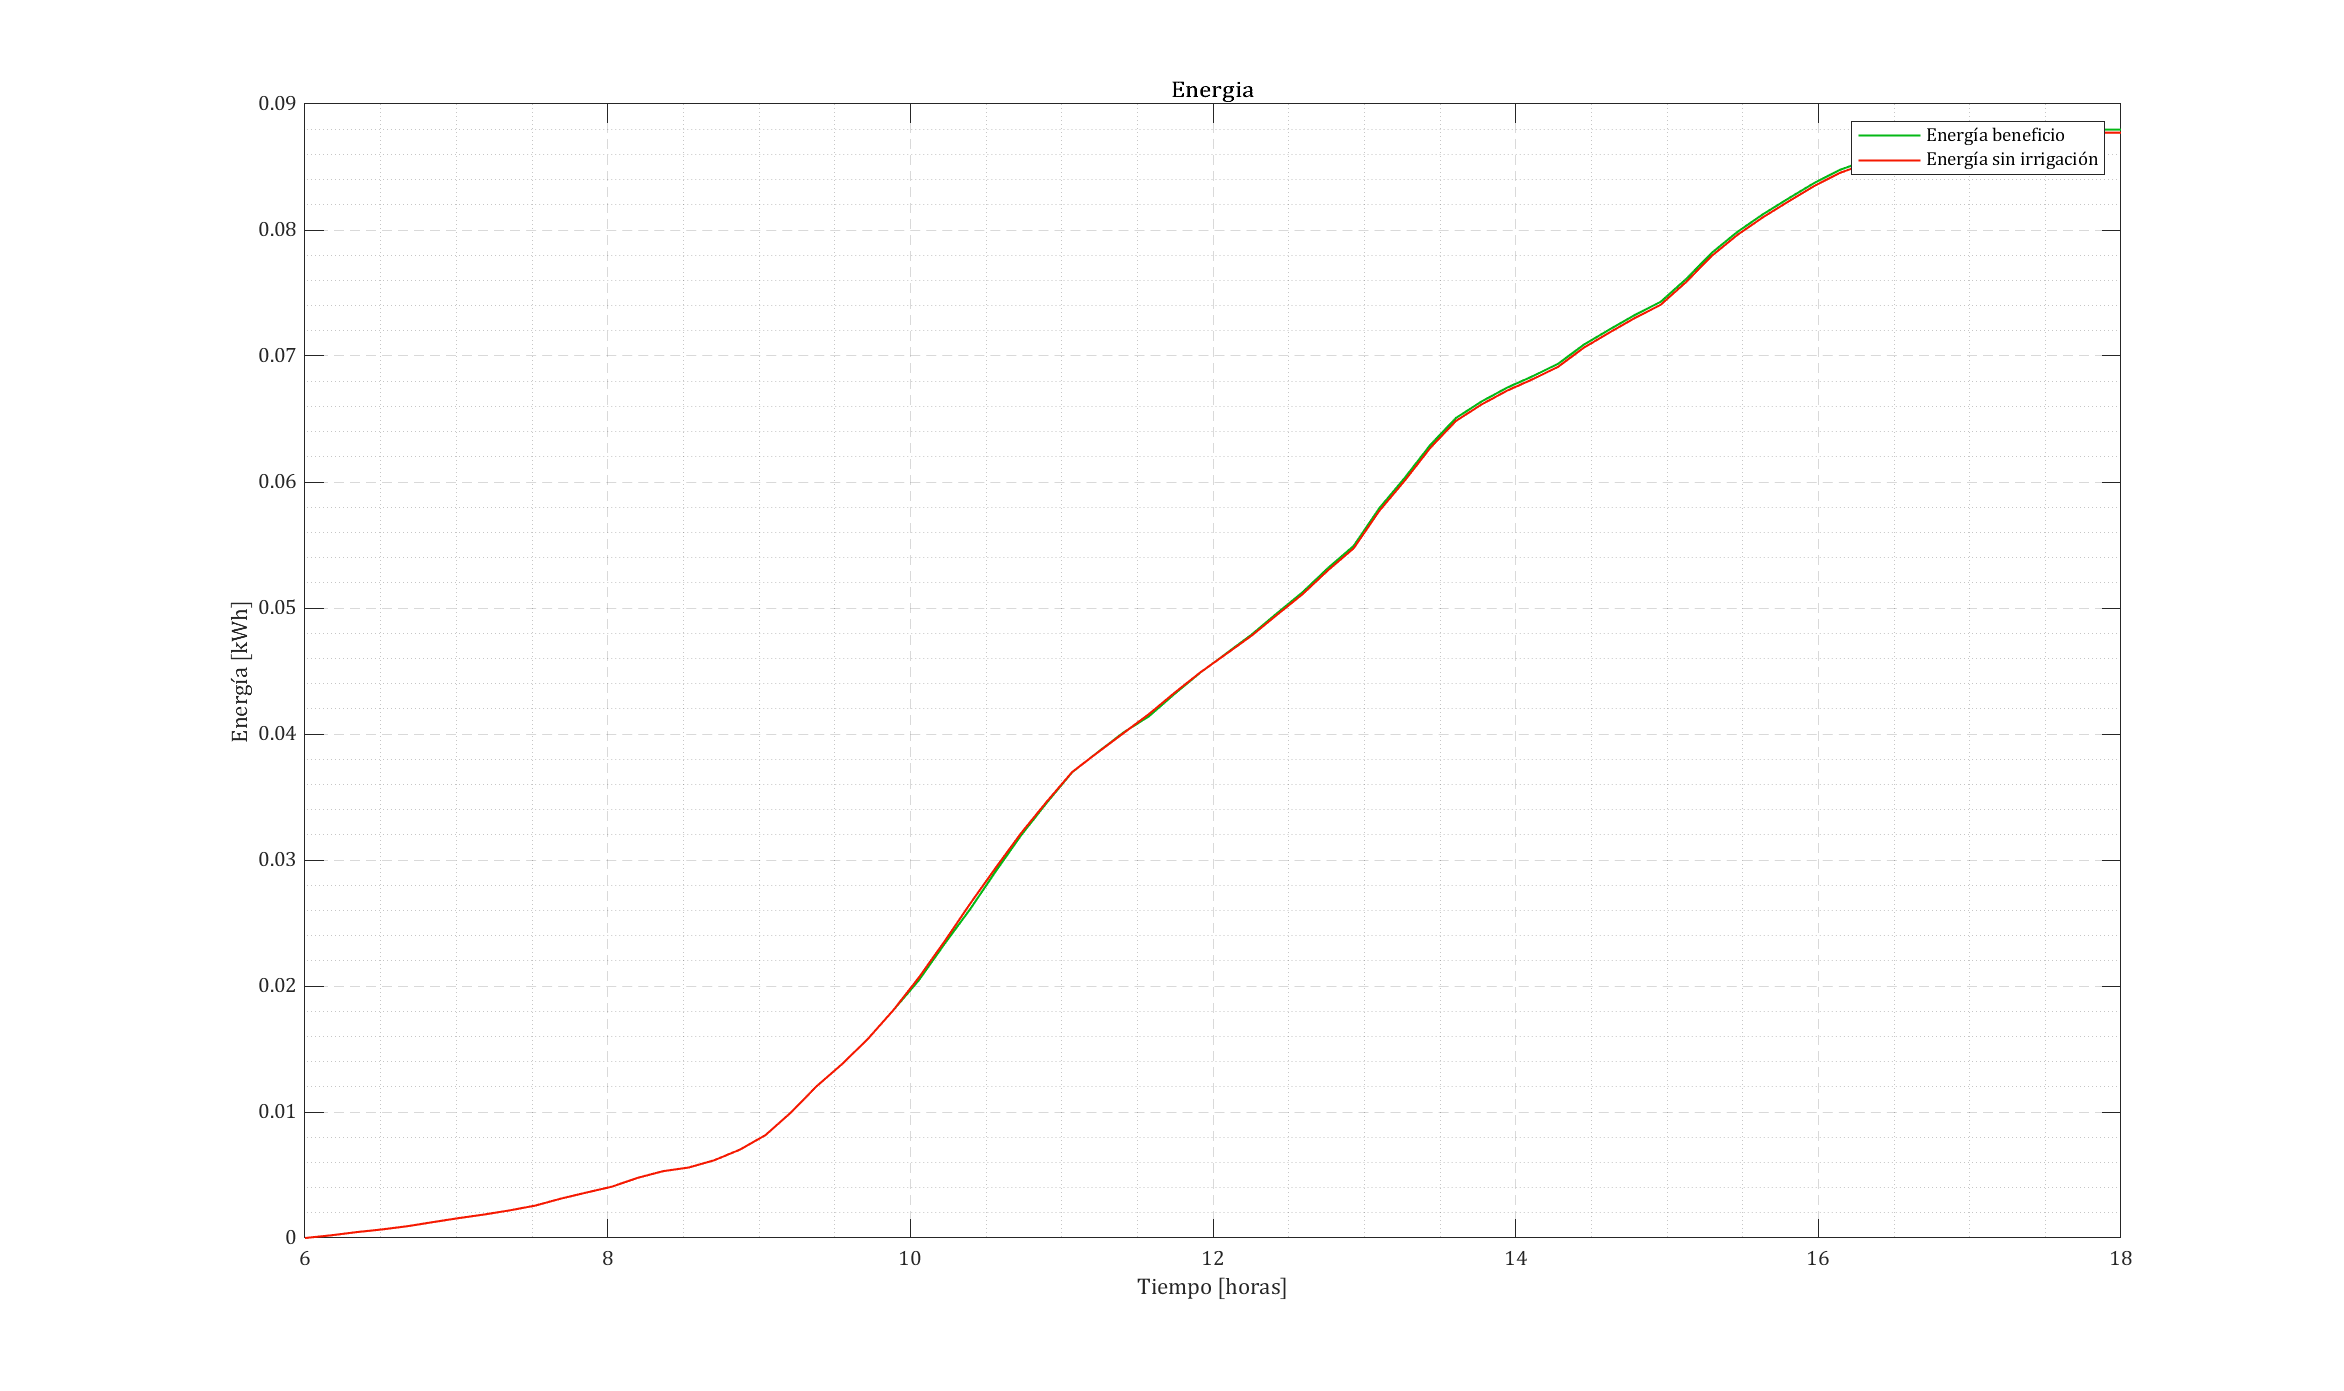 Energia
0.09
0.08
0.07
0.06
0.05
0.04
0.03
0.02
0.01
0
Energía [kWh]
Energía beneficio
Energía sin irrigación
6 8 10 12 14 16 18
Tiempo [horas]